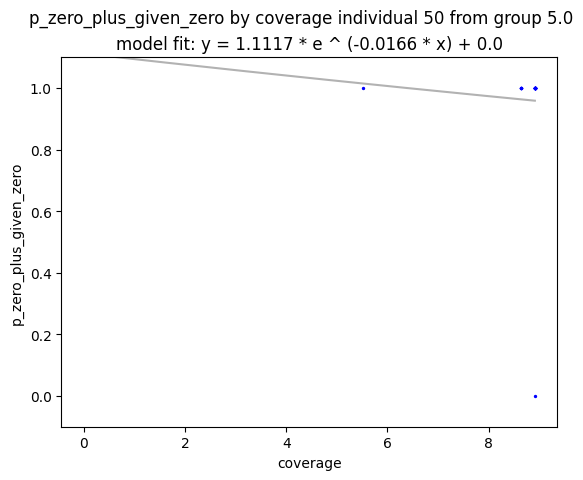 p_zero_plus_given_zero by coverage individual 50 from group 5.0
model fit: y = 1.1117 * e ^ (-0.0166 * x) + 0.0
1.0
0.8
0.6
0.4
0.2
0.0
p_zero_plus_given_zero
0 2 4 6 8
coverage